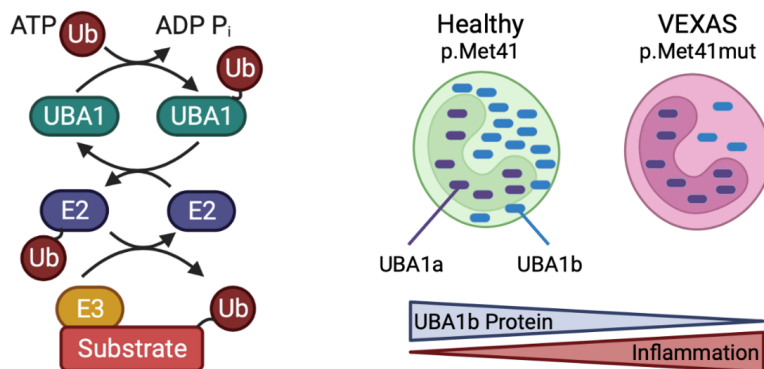 ATP
Ub
ADP Pᵢ
Ub
UBA1
UBA1
E2
E2
Ub
E3
Ub
Substrate
Healthy
p.Met41
VEXAS
p.Met41mut
UBA1a
UBA1b
UBA1b Protein
Inflammation